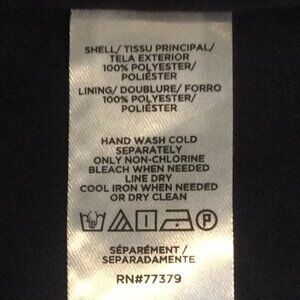 SHELL/ TISSU PRINCIPAL/
TELA EXTERIOR
100% POLYESTER/
POLIÉSTER
LINING/ DOUBLURE/ FORRO
100% POLYESTER/
POLIÉSTER
HAND WASH COLD
SEPARATELY
ONLY NON-CHLORINE
BLEACH WHEN NEEDED
LINE DRY
COOL IRON WHEN NEEDED
OR DRY CLEAN
P
SÉPARÉMENT /
SEPARADAMENTE
RN#77379